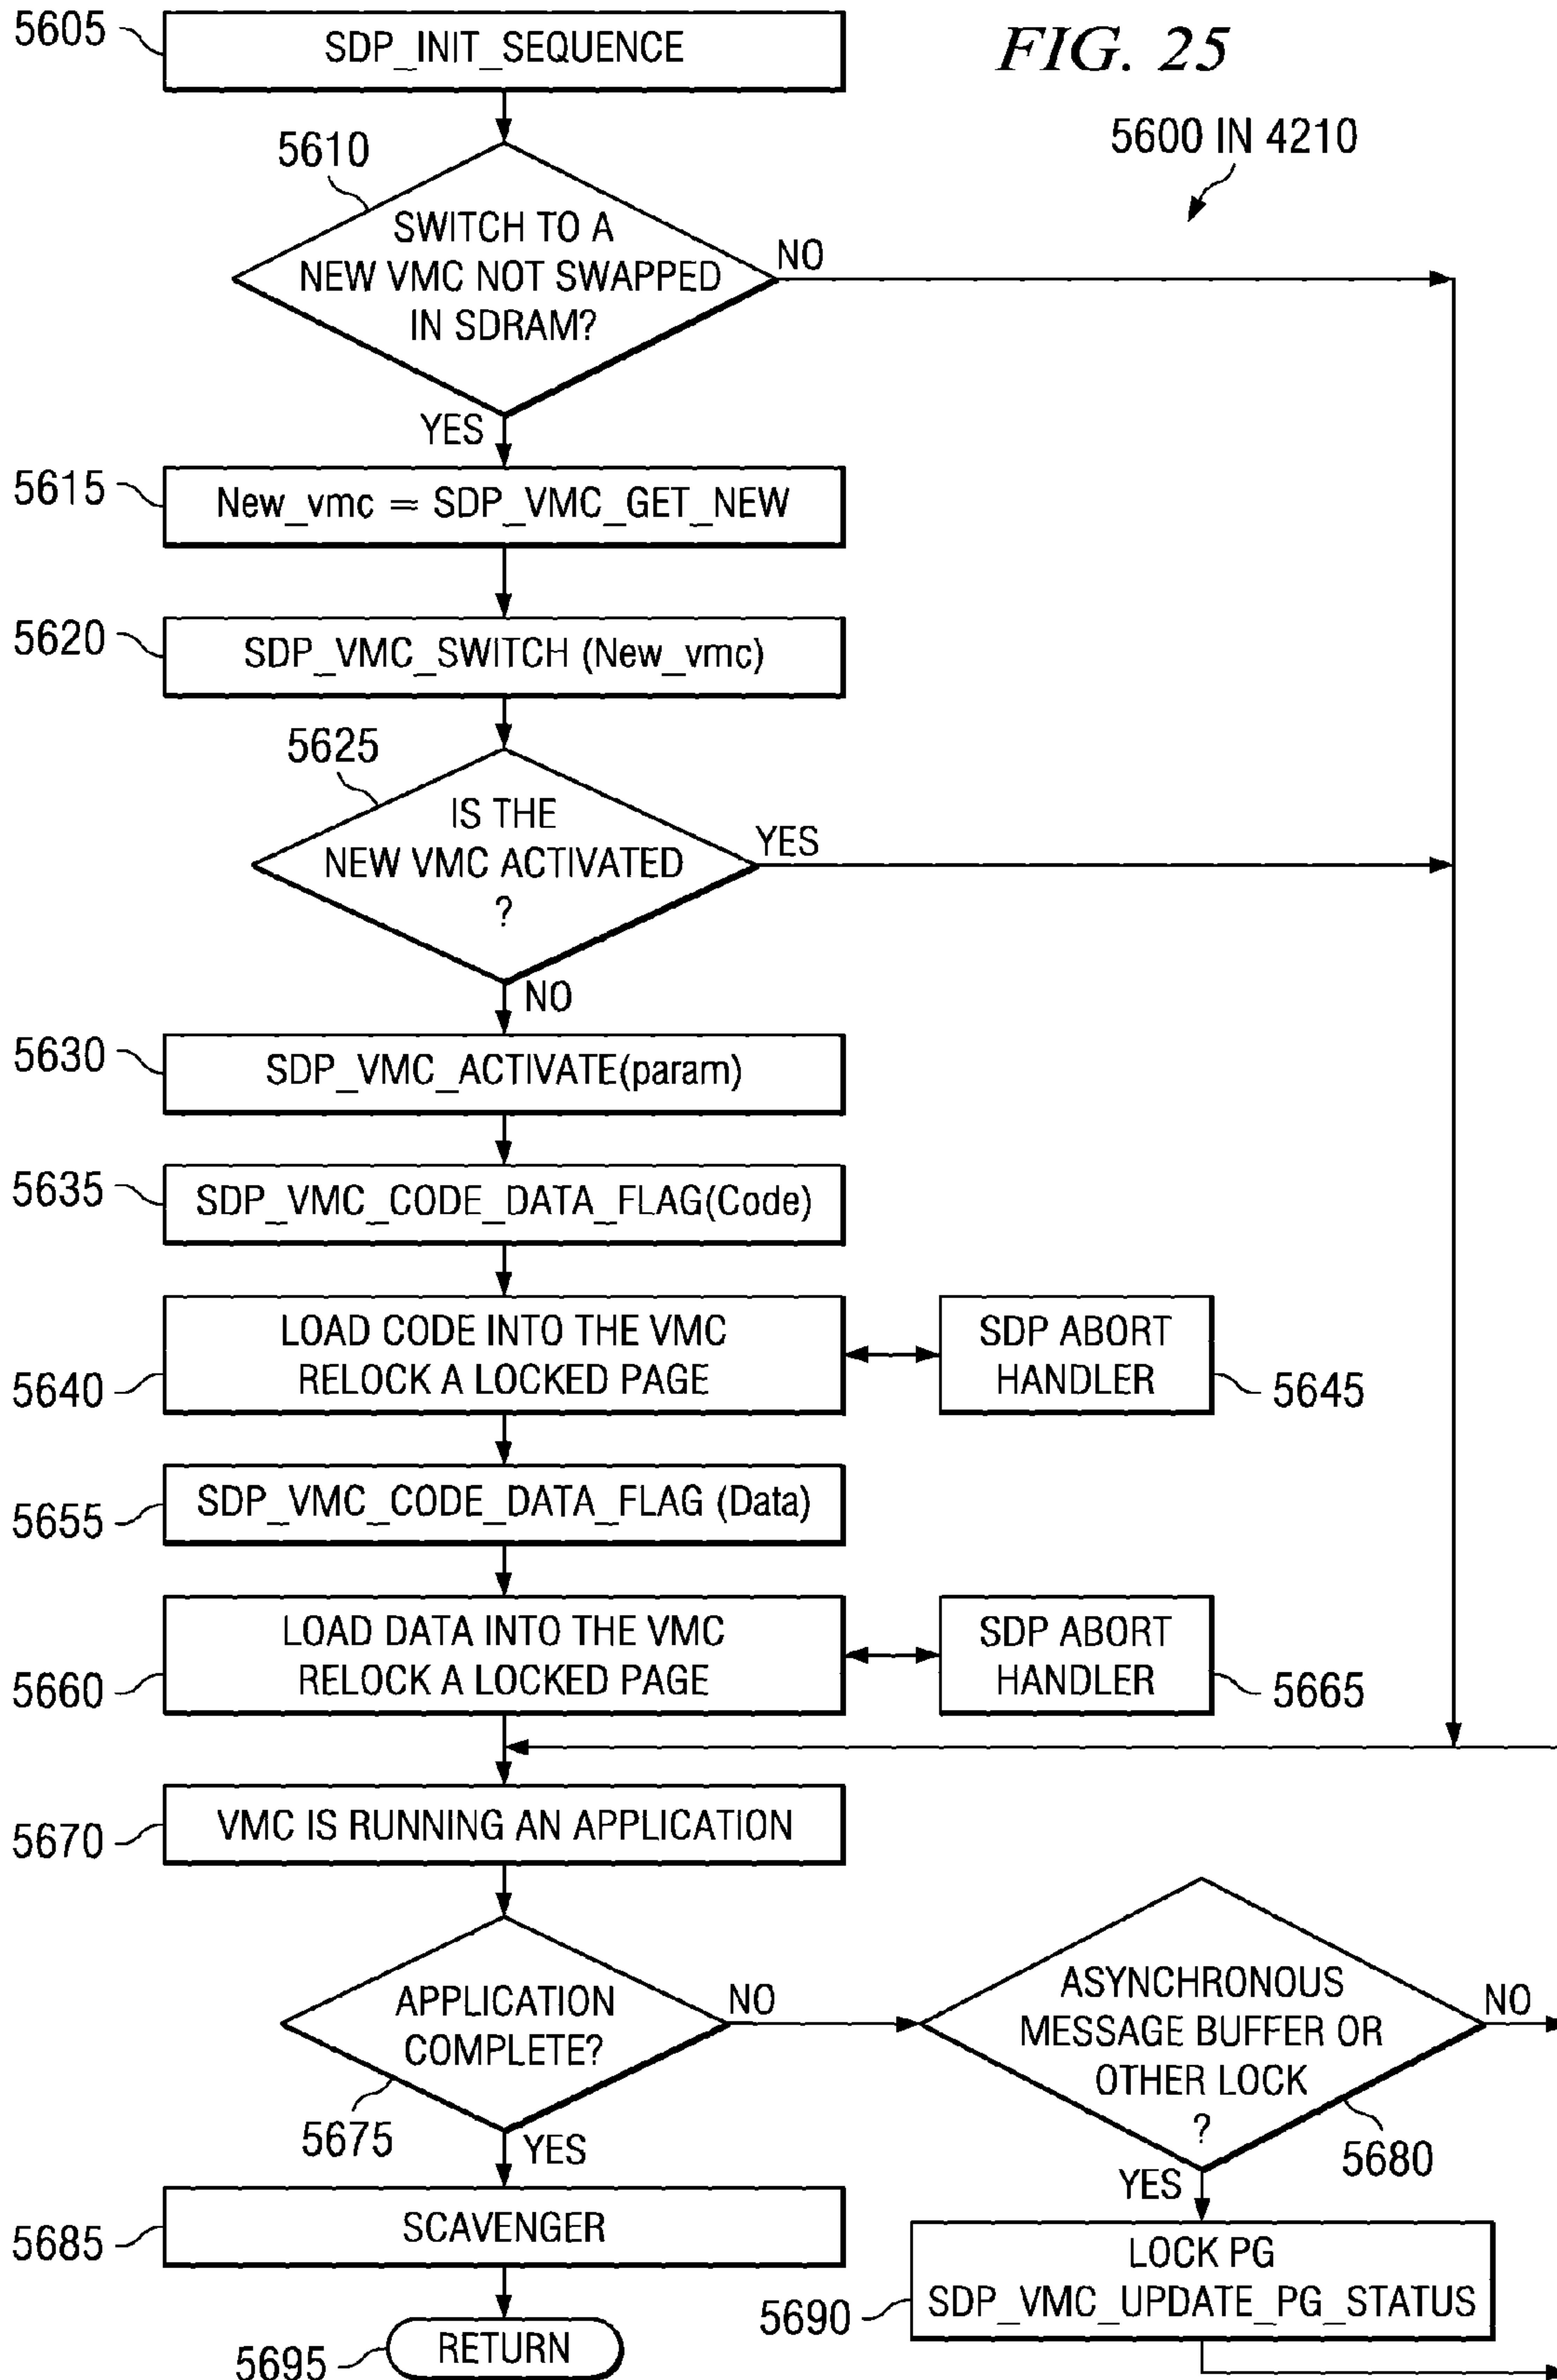 FIG. 25
5600 IN 4210
5605
SDP_INIT_SEQUENCE
5610
SWITCH TO A
NEW VMC NOT SWAPPED
IN SDRAM?
NO
YES
5615
New_vmc = SDP_VMC_GET_NEW
5620
SDP_VMC_SWITCH (New_vmc)
5625
IS THE
NEW VMC ACTIVATED
?
YES
NO
5630
SDP_VMC_ACTIVATE(param)
5635
SDP_VMC_CODE_DATA_FLAG(Code)
5640
LOAD CODE INTO THE VMC
RELOCK A LOCKED PAGE
SDP ABORT
HANDLER
5645
5655
SDP_VMC_CODE_DATA_FLAG (Data)
5660
LOAD DATA INTO THE VMC
RELOCK A LOCKED PAGE
SDP ABORT
HANDLER
5665
5670
VMC IS RUNNING AN APPLICATION
APPLICATION
COMPLETE?
5675
NO
YES
ASYNCHRONOUS
MESSAGE BUFFER OR
OTHER LOCK
?
NO
5680
YES
5685
SCAVENGER
5690
LOCK PG
SDP_VMC_UPDATE_PG_STATUS
5695
RETURN